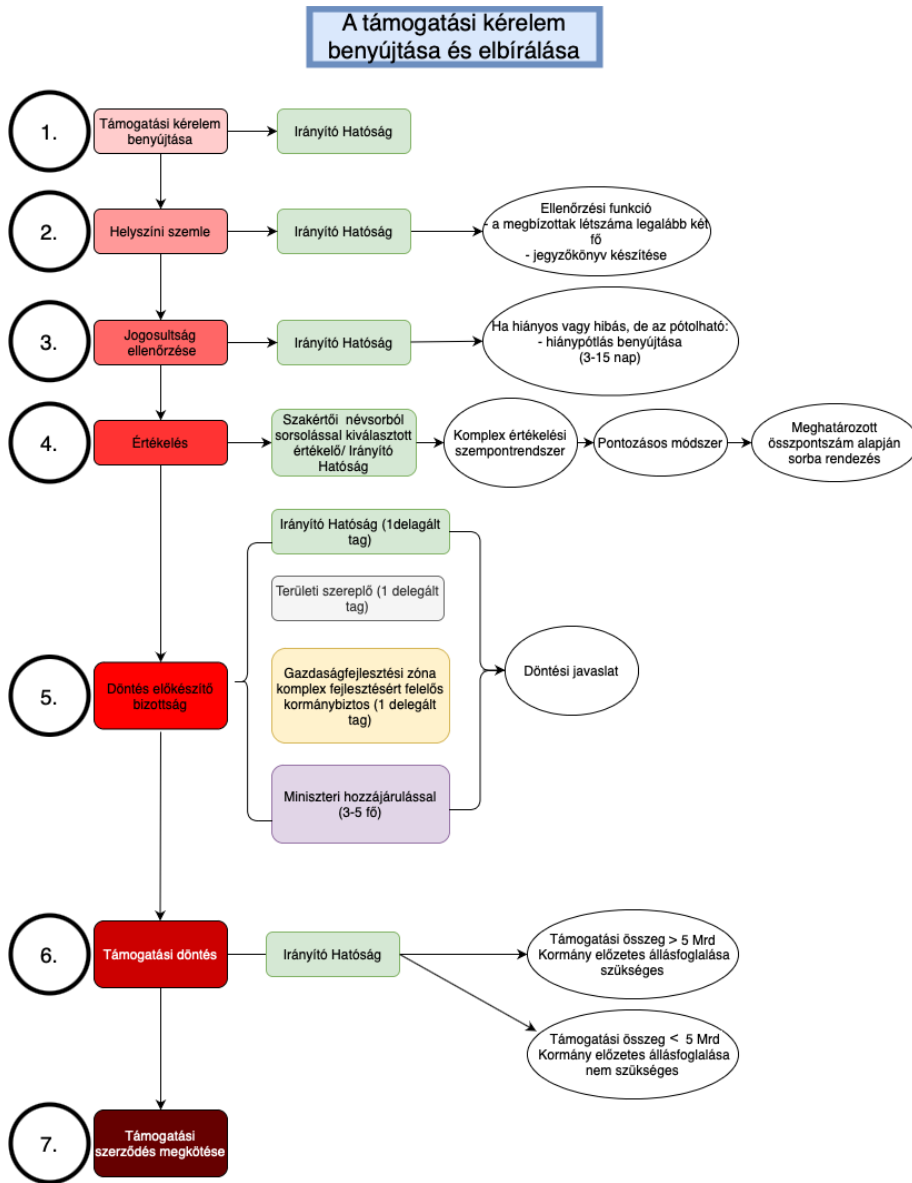 A támogatási kérelem
benyújtása és elbírálása
1.
Támogatási kérelem
benyújtása
Irányító Hatóság
2.
Helyszíni szemle
Irányító Hatóság
Ellenőrzési funkció
- a megbízottak létszáma legalább két
fő
- jegyzőkönyv készítése
3.
Jogosultság
ellenőrzése
Irányító Hatóság
Ha hiányos vagy hibás, de az pótolható:
- hiánypótlás benyújtása
(3-15 nap)
4.
Értékelés
Szakértői névsorból
sorsolással kiválasztott
értékelő/ Irányító
Hatóság
Komplex értékelési
szempontrendszer
Pontozásos módszer
Meghatározott
összpontszám alapján
sorba rendezés
5.
Döntés előkészítő
bizottság
Irányító Hatóság (1delagált
tag)
Területi szereplő (1 delegált
tag)
Gazdaságfejlesztési zóna
komplex fejlesztésért felelős
kormánybiztos (1 delegált
tag)
Miniszteri hozzájárulással
(3-5 fő)
Döntési javaslat
6.
Támogatási döntés
Irányító Hatóság
Támogatási összeg > 5 Mrd
Kormány előzetes állásfoglalása
szükséges
Támogatási összeg < 5 Mrd
Kormány előzetes állásfoglalása
nem szükséges
7.
Támogatási
szerződés megkötése